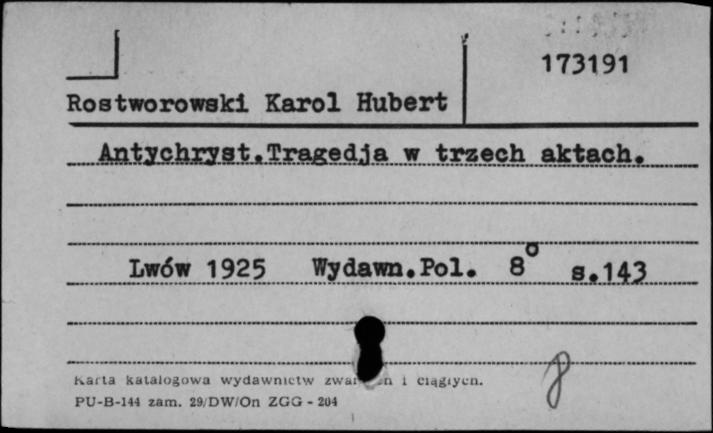 173191
Rostworowski Karol Hubert
Antychryst.Tragedja w trzech aktach.
Lwów 1925 Wydawn.Pol. 8° s.143
Karta katalogowa wydawnictw i ciągłych.
PU-B-144 zam. 29/DW/On ZGG - 204